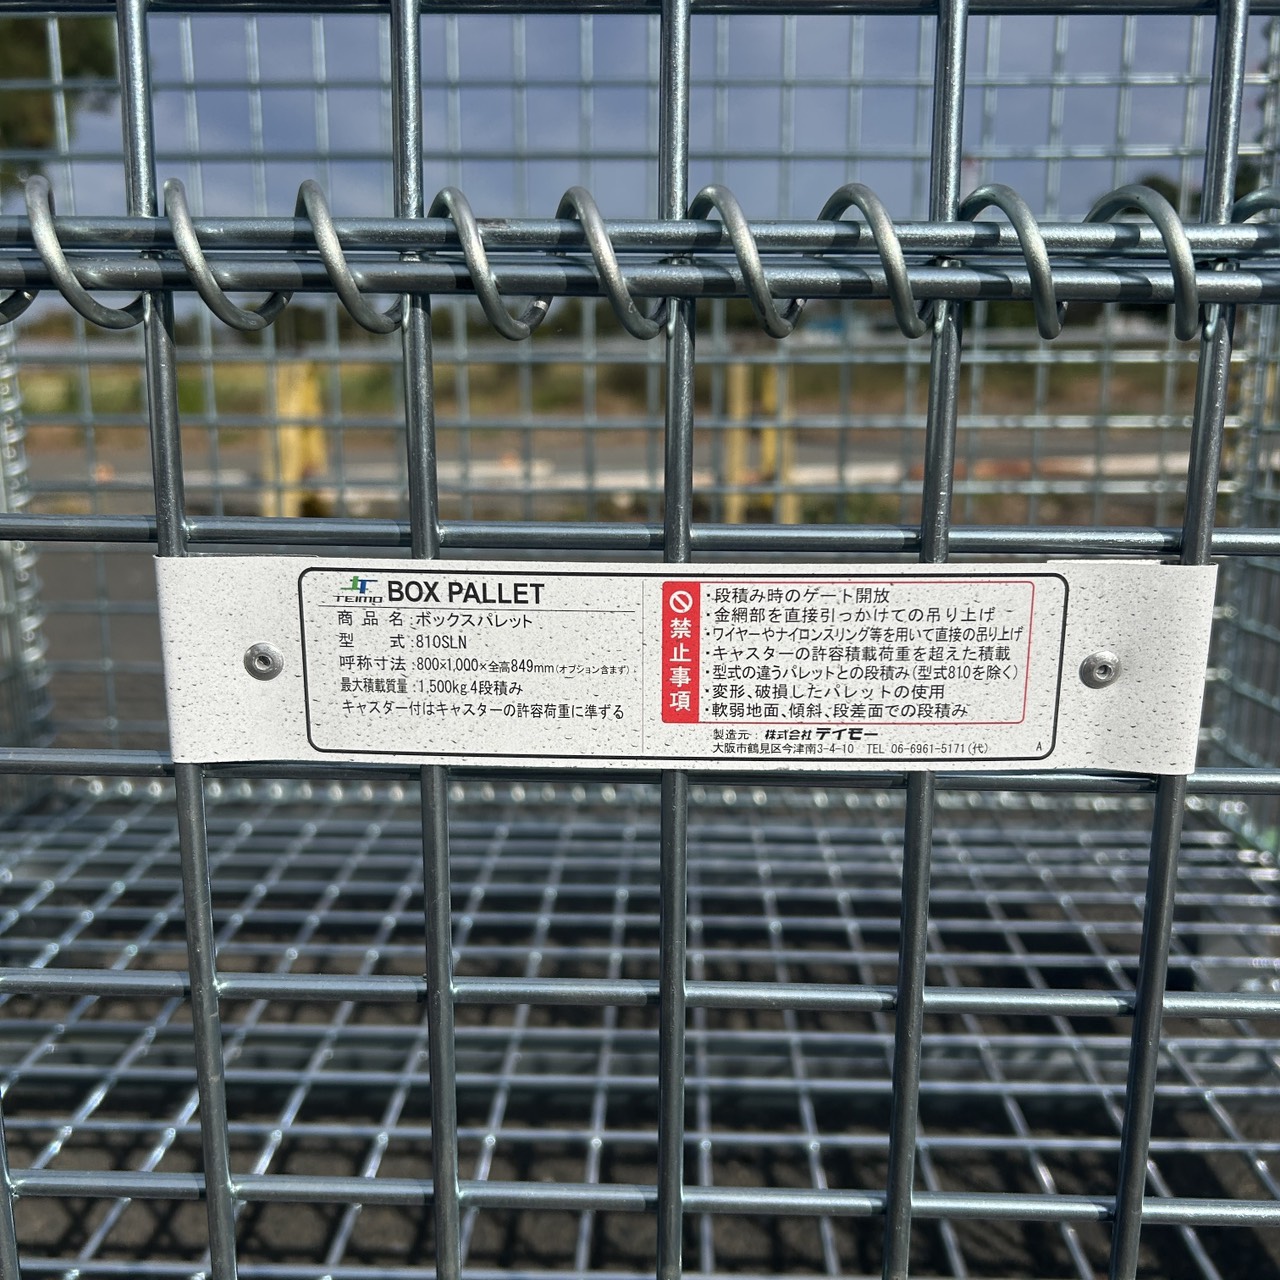 TEIMO BOX PALLET
商品名:ボックスパレット
型式:810SLN
呼称寸法:800×1,000×全高849mm(オプション含まず)
最大積載質量:1,500kg 4段積み
キャスター付はキャスターの許容荷重に準ずる
禁止事項
・段積み時のゲート開放
・金網部を直接引っかけての吊り上げ
・ワイヤーやナイロンスリング等を用いて直接の吊り上げ
・キャスターの許容積載荷重を超えた積載
・型式の違うパレットとの段積み(型式810を除く)
・変形、破損したパレットの使用
・軟弱地面、傾斜、段差面での段積み
製造元:株式会社テイモー
大阪市鶴見区今津南3-4-10 TEL 06-6961-5171(代) A